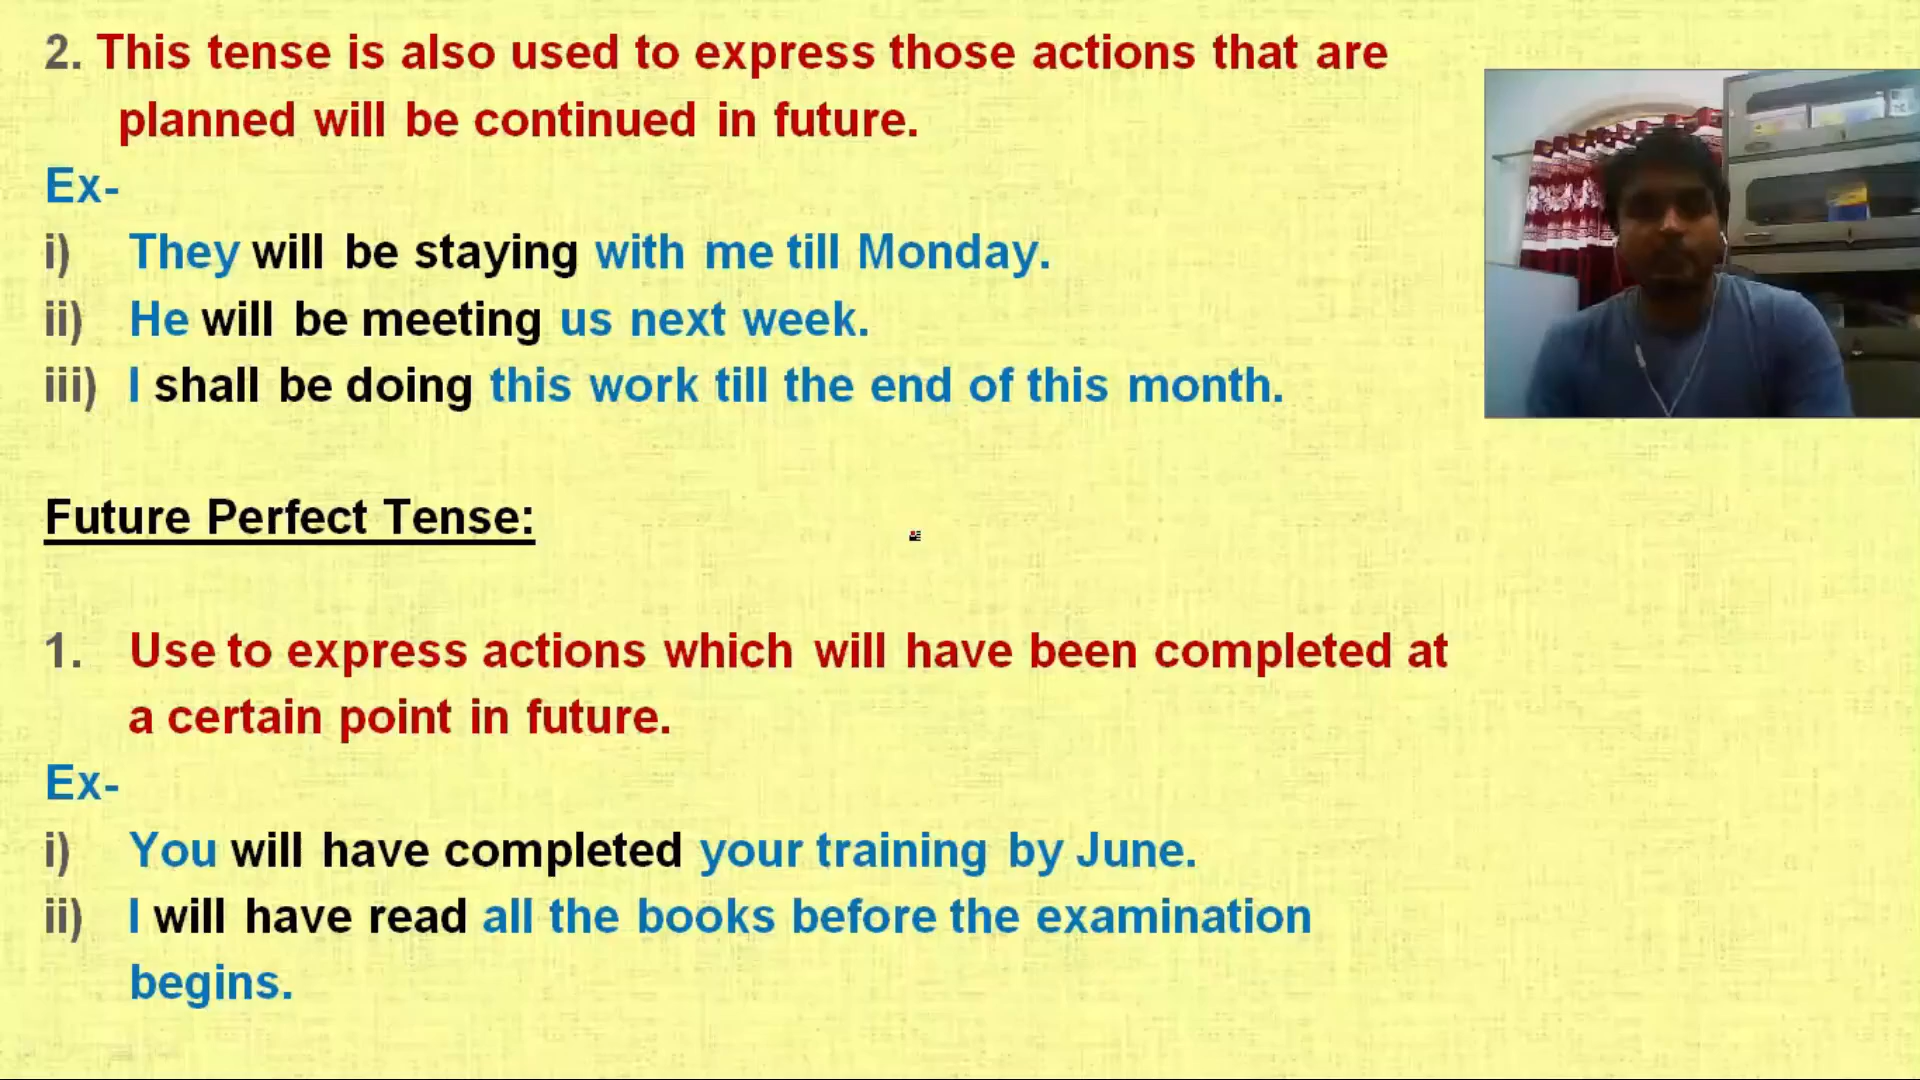 2. This tense is also used to express those actions that are
planned will be continued in future.
Ex-
i) They will be staying with me till Monday.
ii) He will be meeting us next week.
iii) I shall be doing this work till the end of this month.
Future Perfect Tense:
1. Use to express actions which will have been completed at
a certain point in future.
Ex-
i) You will have completed your training by June.
ii) I will have read all the books before the examination
begins.